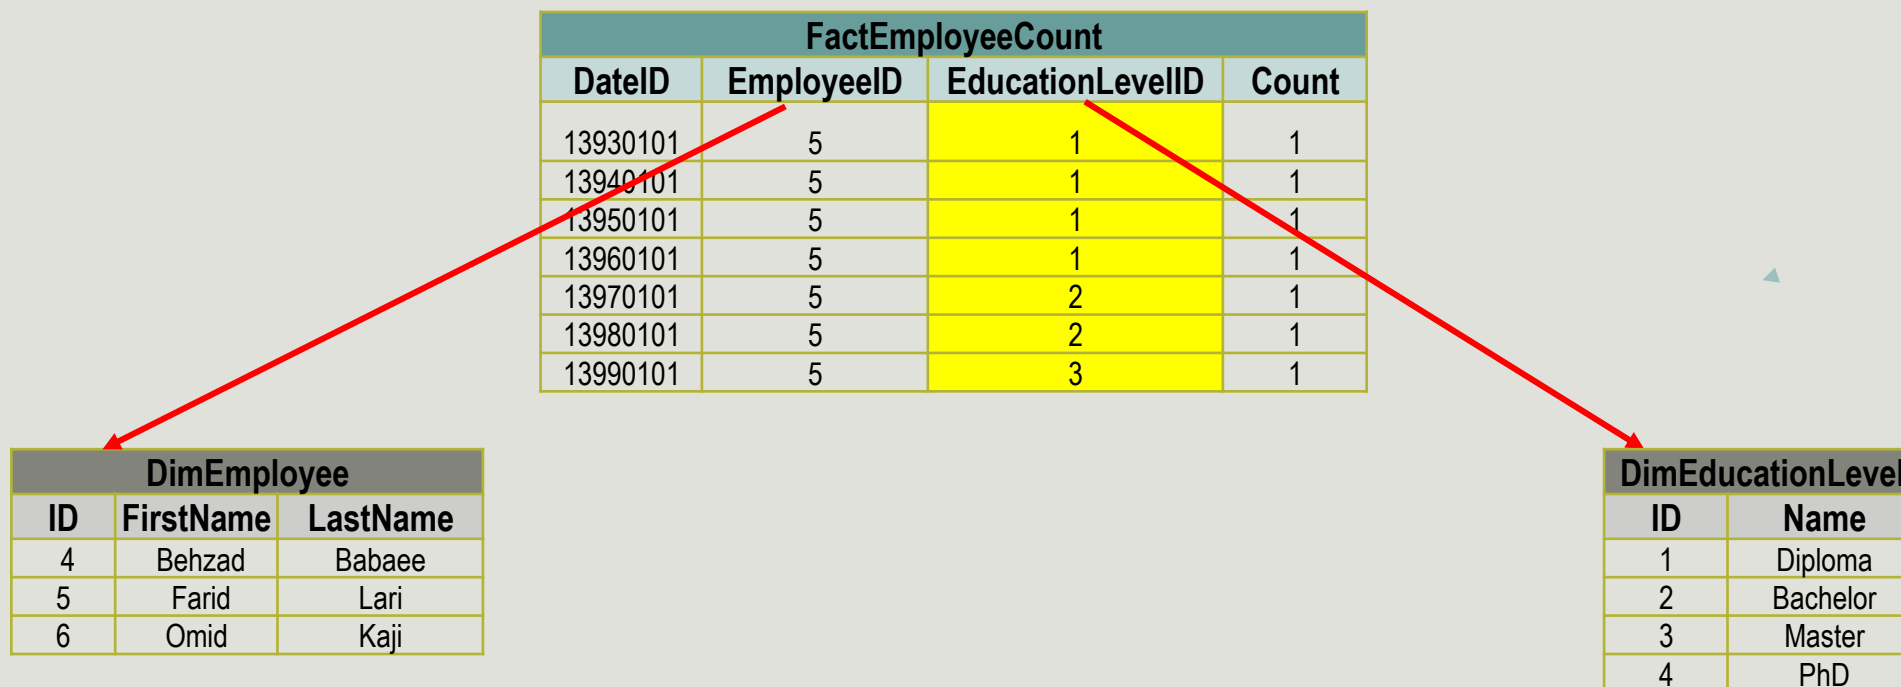 FactEmployeeCount
DateID EmployeeID EducationLevelID Count
13930101 5 1 1
13940101 5 1 1
13950101 5 1 1
13960101 5 1 1
13970101 5 2 1
13980101 5 2 1
13990101 5 3 1
DimEmployee
ID FirstName LastName
4 Behzad Babaee
5 Farid Lari
6 Omid Kaji
DimEducationLevel
ID Name
1 Diploma
2 Bachelor
3 Master
4 PhD